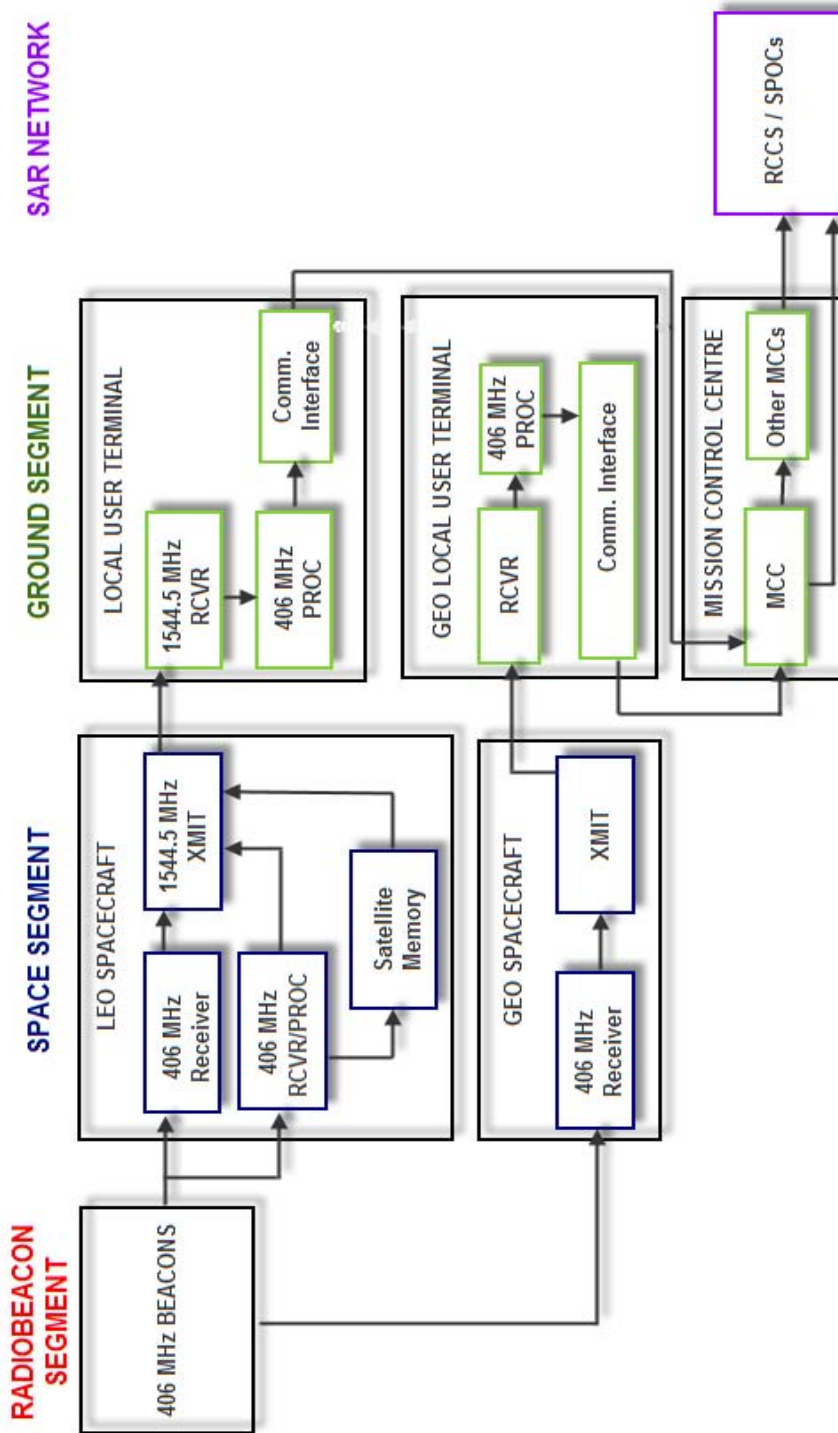 RADIOBEACON
SEGMENT
SPACE SEGMENT
GROUND SEGMENT
SAR NETWORK
406 MHz BEACONS
LEO SPACECRAFT
406 MHz
Receiver
1544.5 MHz
XMIT
406 MHz
RCVR/PROC
Satellite
Memory
GEO SPACECRAFT
406 MHz
Receiver
XMIT
LOCAL USER TERMINAL
1544.5 MHz
RCVR
406 MHz
PROC
Comm.
Interface
GEO LOCAL USER TERMINAL
RCVR
406 MHz
PROC
Comm. Interface
MISSION CONTROL CENTRE
MCC
Other MCCs
RCCS / SPOCs